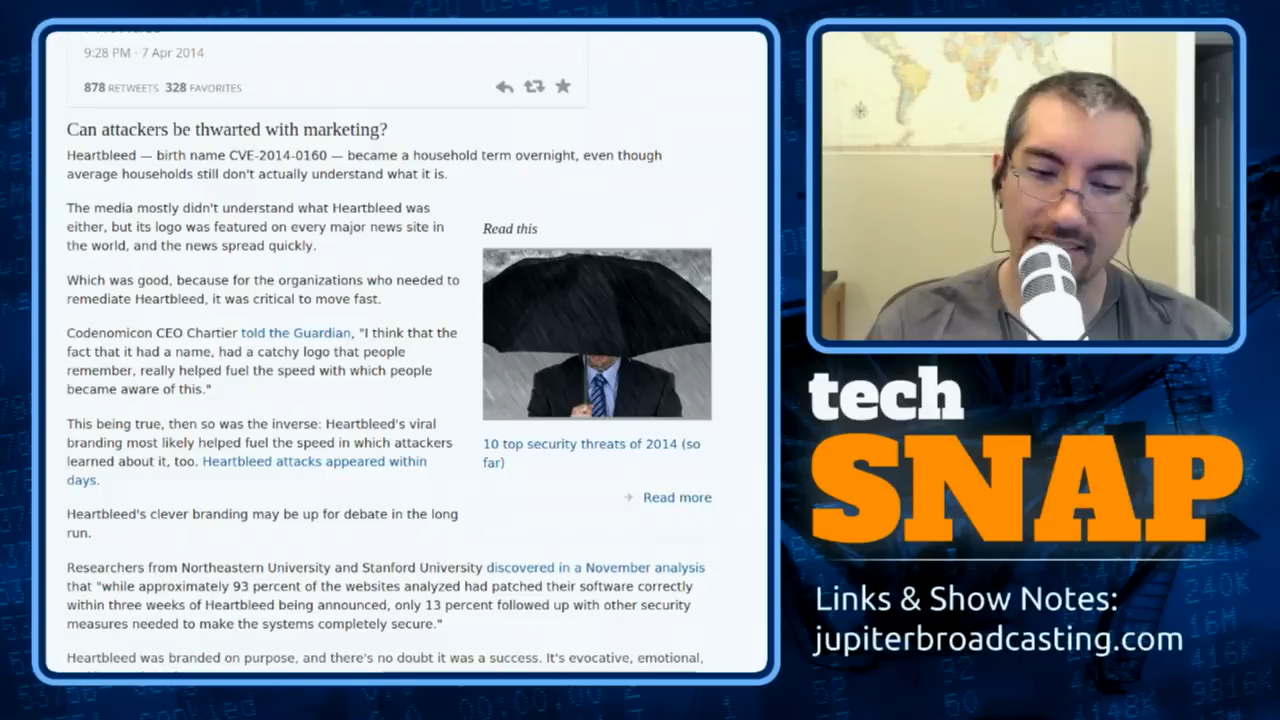 9:28 PM - 7 Apr 2014
878 RETWEETS 328 FAVORITES
Can attackers be thwarted with marketing?
Heartbleed — birth name CVE-2014-0160 — became a household term overnight, even though
average households still don't actually understand what it is.
The media mostly didn't understand what Heartbleed was
either, but its logo was featured on every major news site in
the world, and the news spread quickly.
Which was good, because for the organizations who needed to
remediate Heartbleed, it was critical to move fast.
Codenomicon CEO Chartier told the Guardian, "I think that the
fact that it had a name, had a catchy logo that people
remember, really helped fuel the speed with which people
became aware of this."
This being true, then so was the inverse: Heartbleed's viral
branding most likely helped fuel the speed in which attackers
learned about it, too. Heartbleed attacks appeared within
days.
Heartbleed's clever branding may be up for debate in the long
run.
Read this
10 top security threats of 2014 (so
far)
Read more
Researchers from Northeastern University and Stanford University discovered in a November analysis
that "while approximately 93 percent of the websites analyzed had patched their software correctly
within three weeks of Heartbleed being announced, only 13 percent followed up with other security
measures needed to make the systems completely secure."
Heartbleed was branded on purpose, and there's no doubt it was a success. It's evocative, emotional,
tech
SNAP
Links & Show Notes:
jupiterbroadcasting.com